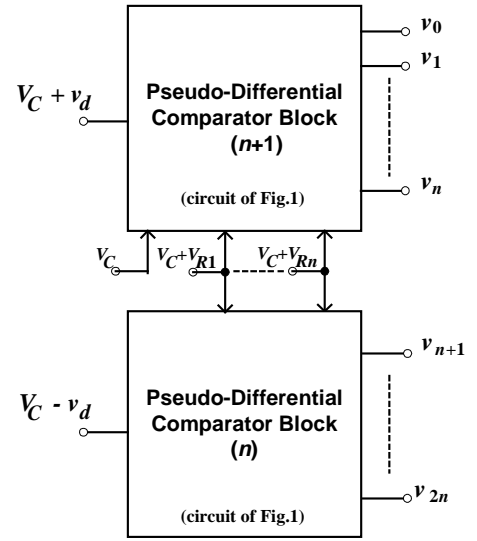 v0
v1
VC + vd
Pseudo-Differential
Comparator Block
(n+1)
(circuit of Fig.1)
vn
VC
VC+VR1
VC+VRn
Pseudo-Differential
Comparator Block
(n)
(circuit of Fig.1)
VC - vd
vn+1
v2n